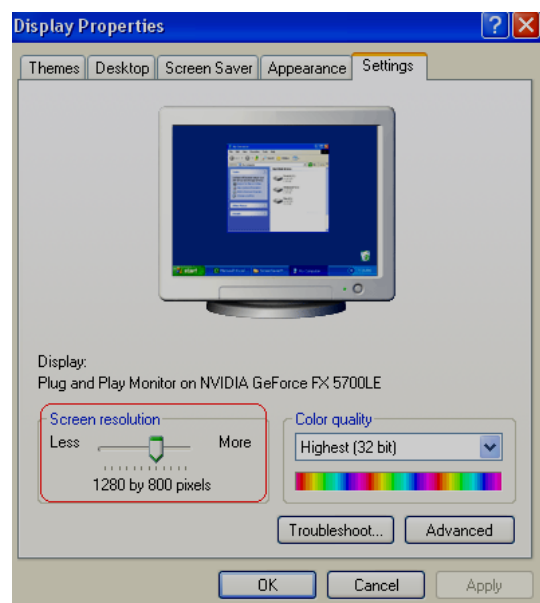 Display Properties
Themes Desktop Screen Saver Appearance Settings
start
Display:
Plug and Play Monitor on NVIDIA GeForce FX 5700LE
Screen resolution
Less More
1280 by 800 pixels
Color quality
Highest (32 bit)
Troubleshoot... Advanced
OK Cancel Apply